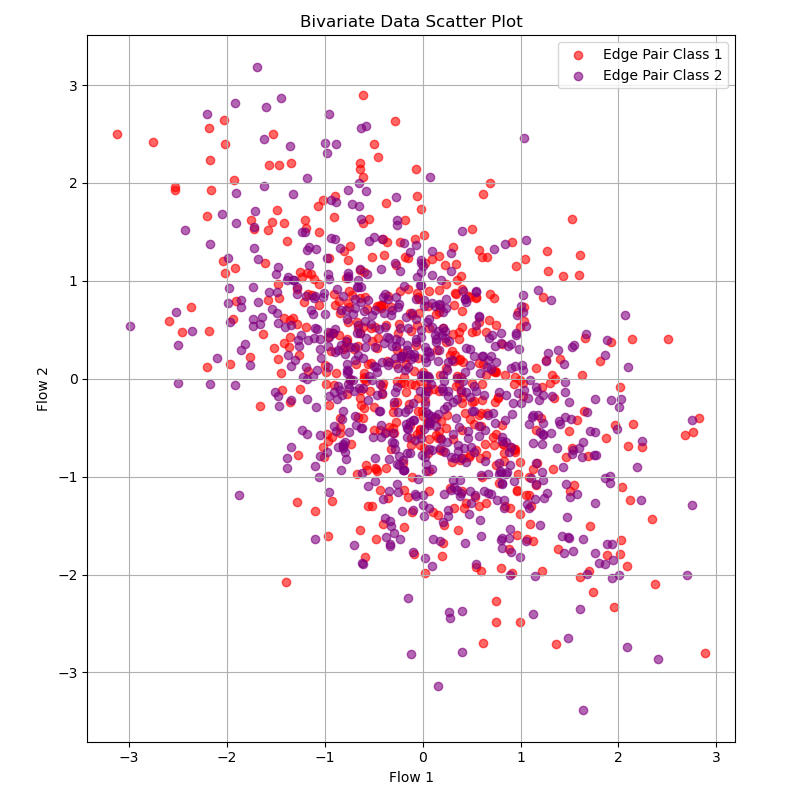 Bivariate Data Scatter Plot
Edge Pair Class 1
Edge Pair Class 2
3
2
1
0
−1
−2
−3
Flow 2
−3
−2
−1
0
1
2
3
Flow 1